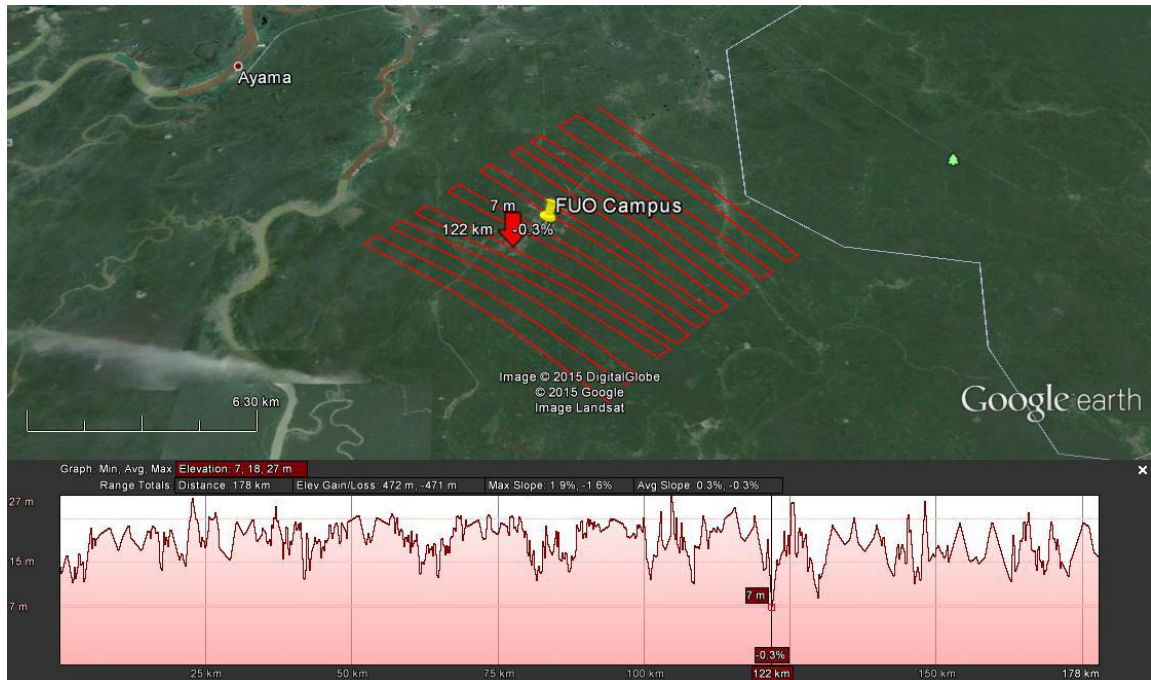 Ayama
7 m
FUO Campus
122 km
-0.3%
Image © 2015 DigitalGlobe
© 2015 Google
Image Landsat
6.30 km
Google earth
Graph: Min, Avg, Max Elevation: 7, 18, 27 m
Range Totals: Distance: 178 km Elev Gain/Loss: 472 m, -471 m Max Slope: 1.9%, -1.6% Avg Slope: 0.3%, -0.3%
27 m
15 m
7 m
7 m
-0.3%
25 km 50 km 75 km 100 km 122 km 150 km 178 km